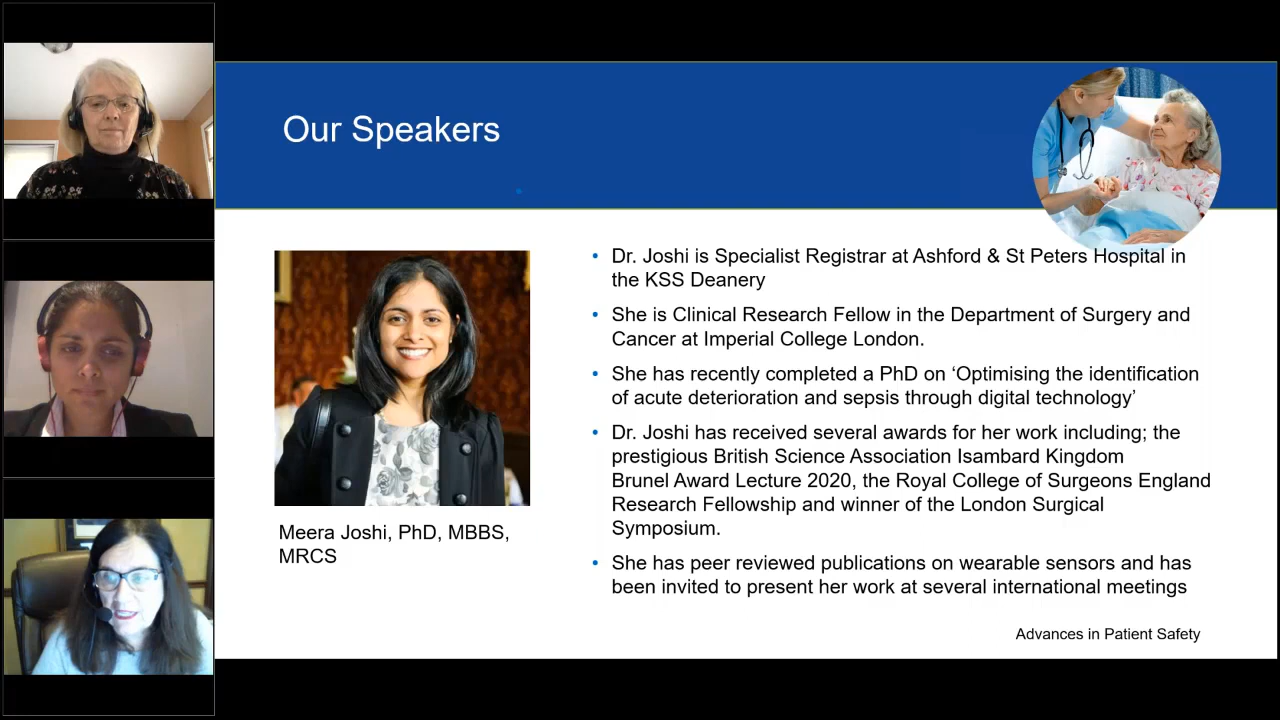 Our Speakers
• Dr. Joshi is Specialist Registrar at Ashford & St Peters Hospital in
the KSS Deanery
• She is Clinical Research Fellow in the Department of Surgery and
Cancer at Imperial College London.
• She has recently completed a PhD on ‘Optimising the identification
of acute deterioration and sepsis through digital technology’
• Dr. Joshi has received several awards for her work including; the
prestigious British Science Association Isambard Kingdom
Brunel Award Lecture 2020, the Royal College of Surgeons England
Research Fellowship and winner of the London Surgical
Symposium.
• She has peer reviewed publications on wearable sensors and has
been invited to present her work at several international meetings
Meera Joshi, PhD, MBBS,
MRCS
Advances in Patient Safety